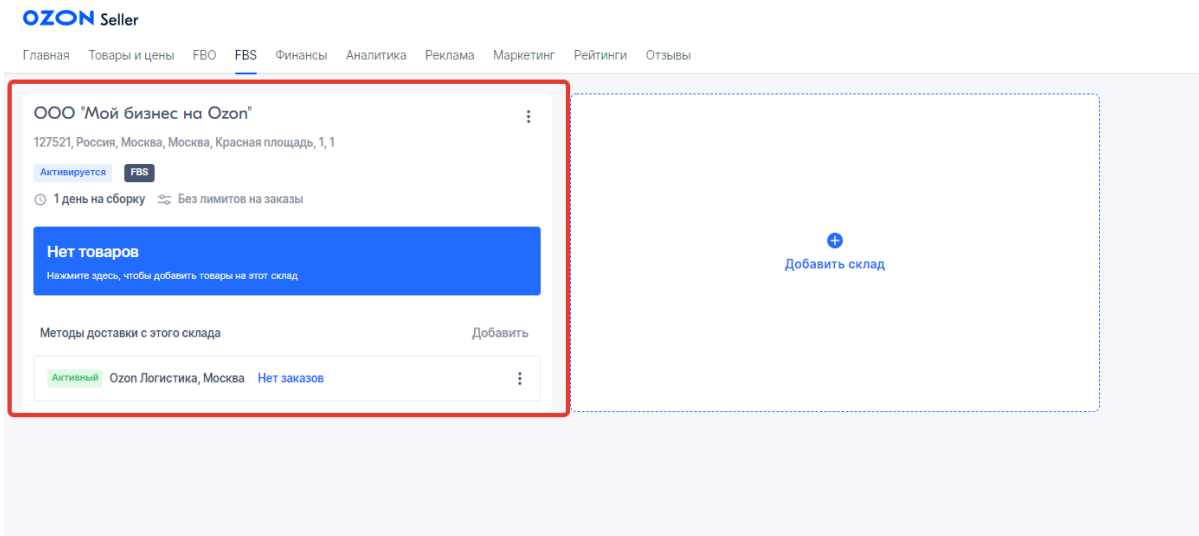 OZON Seller
Главная Товары и цены FBO FBS Финансы Аналитика Реклама Маркетинг Рейтинги Отзывы
ООО "Мой бизнес на Ozon"
127521, Россия, Москва, Москва, Красная площадь, 1, 1
Активируется FBS
1 день на сборку Без лимитов на заказы
Нет товаров
Нажмите здесь, чтобы добавить товары на этот склад
Методы доставки с этого склада Добавить
Активный Ozon Логистика, Москва Нет заказов
Добавить склад